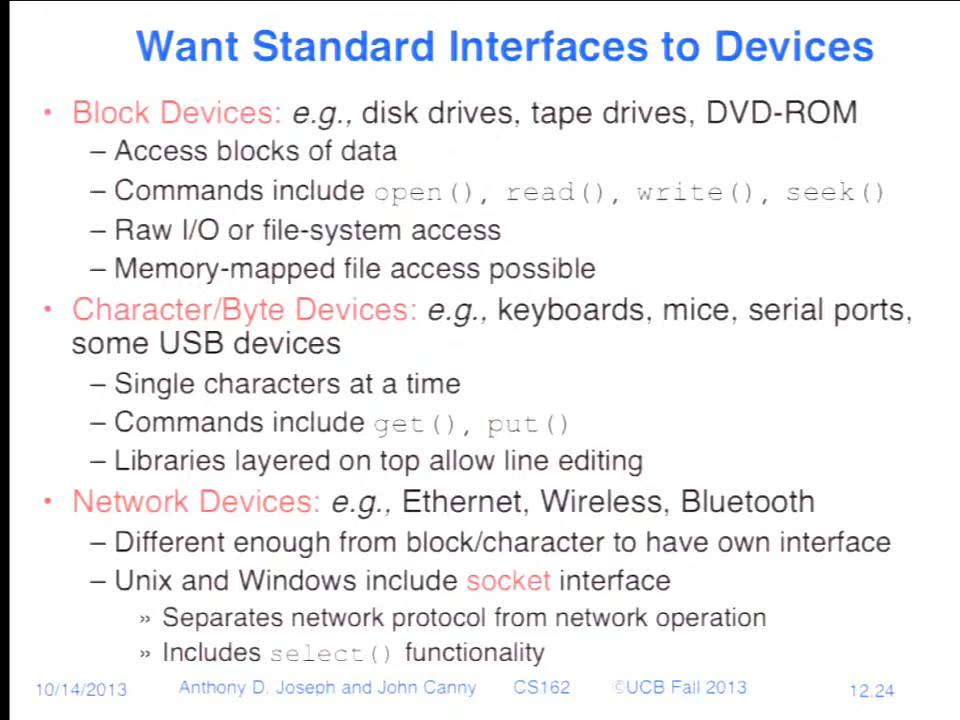 Want Standard Interfaces to Devices
• Block Devices: e.g., disk drives, tape drives, DVD-ROM
– Access blocks of data
– Commands include open(), read(), write(), seek()
– Raw I/O or file-system access
– Memory-mapped file access possible
• Character/Byte Devices: e.g., keyboards, mice, serial ports,
some USB devices
– Single characters at a time
– Commands include get(), put()
– Libraries layered on top allow line editing
• Network Devices: e.g., Ethernet, Wireless, Bluetooth
– Different enough from block/character to have own interface
– Unix and Windows include socket interface
» Separates network protocol from network operation
» Includes select() functionality
10/14/2013 Anthony D. Joseph and John Canny CS162 ©UCB Fall 2013 12.24